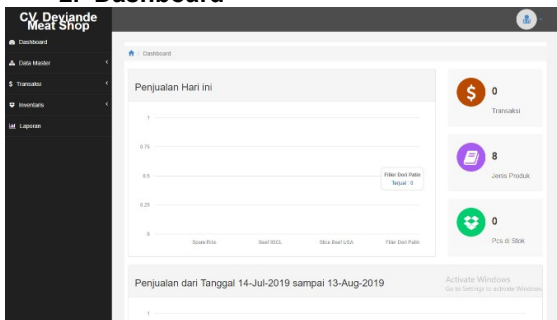 2. Dashboard
CV. Deviande
Meat Shop
Dashboard
Data Master
Transaksi
Inventaris
Laporan
/ Dashboard
Penjualan Hari ini
1
0.75
0.5
0.25
0
Filler Dori Patin
Terjual : 0
Spare Ribs
Beef SDCL
Slice Beef USA
Filler Dori Patin
0
Transaksi
8
Jenis Produk
0
Pcs di Stok
Penjualan dari Tanggal 14-Jul-2019 sampai 13-Aug-2019
1
Activate Windows
Go to Settings to activate Windows.